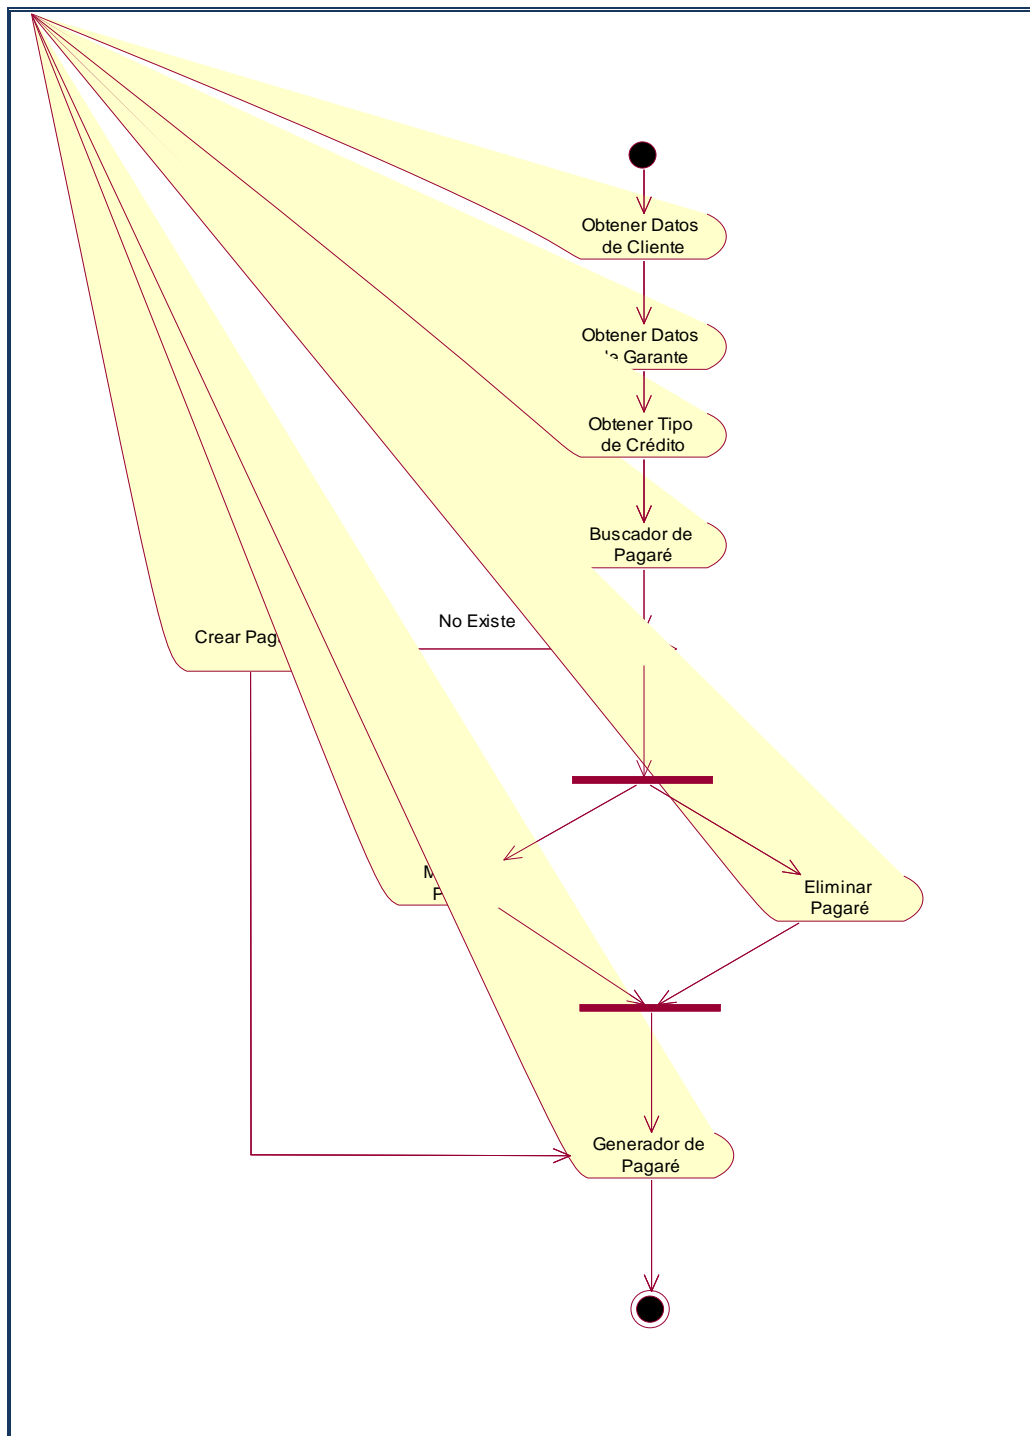 Obtener Datos
de Cliente
Obtener Datos
Garante
Obtener Tipo
de Crédito
Buscador de
Pagaré
No Existe
Crear
Eliminar
Pagaré
Generador de
Pagaré